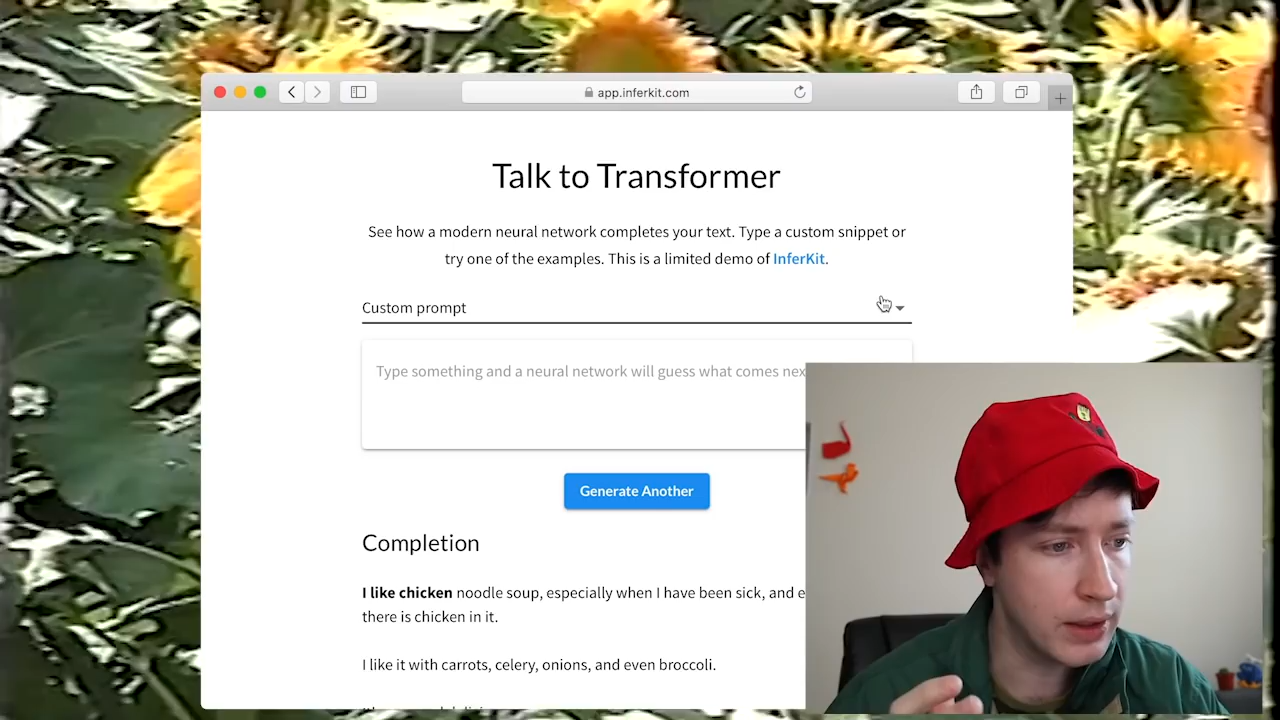 app.inferkit.com
Talk to Transformer
See how a modern neural network completes your text. Type a custom snippet or
try one of the examples. This is a limited demo of InferKit.
Custom prompt
Type something and a neural network will guess what comes
Generate Another
Completion
I like chicken noodle soup, especially when I have been sick, and
there is chicken in it.
I like it with carrots, celery, onions, and even broccoli.